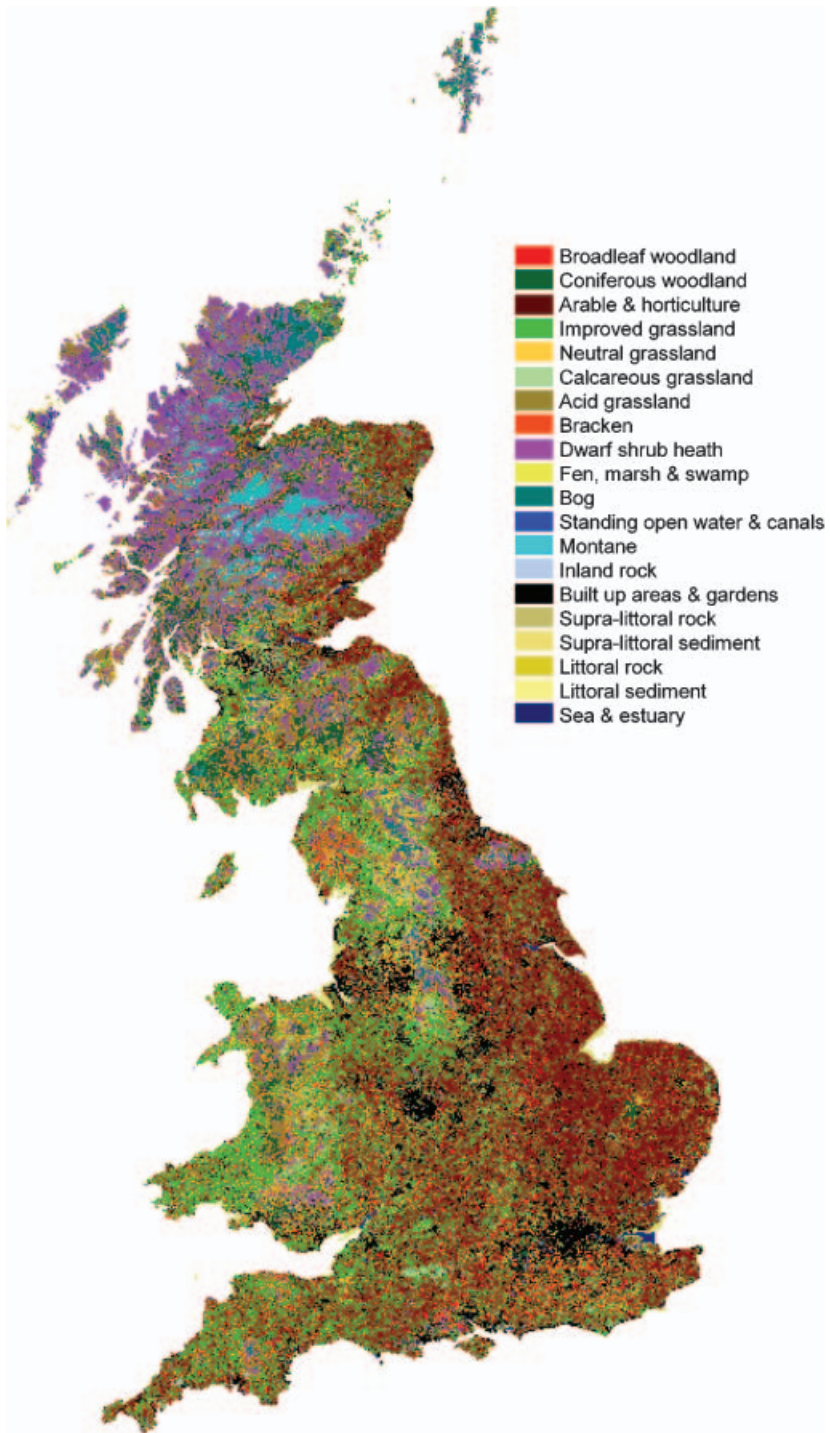 Broadleaf woodland
Coniferous woodland
Arable & horticulture
Improved grassland
Neutral grassland
Calcareous grassland
Acid grassland
Bracken
Dwarf shrub heath
Fen, marsh & swamp
Bog
Standing open water & canals
Montane
Inland rock
Built up areas & gardens
Supra-littoral rock
Supra-littoral sediment
Littoral rock
Littoral sediment
Sea & estuary